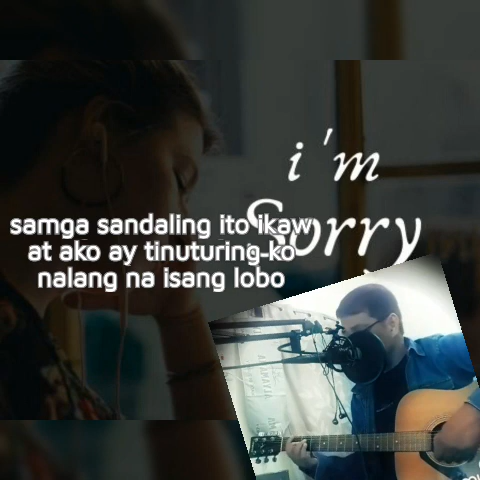 i'm
Sorry
samga sandaling ito ikaw
at ako ay tinuturing ko
nalang na isang lobo